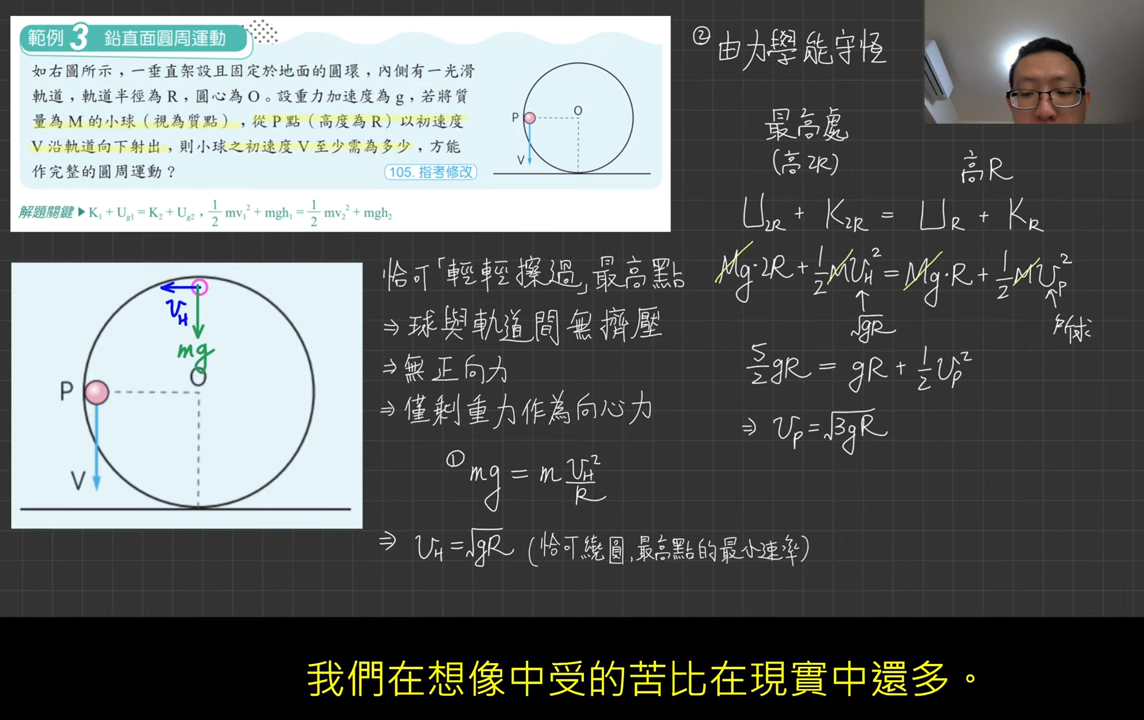 範例 3 鉛直面圓周運動
如右圖所示，一垂直架設且固定於地面的圓環，內側有一光滑
軌道，軌道半徑為 R，圓心為 O。設重力加速度為 g，若將質
量為 M 的小球（視為質點），從 P 點（高度為 R）以初速度
V 沿軌道向下射出，則小球之初速度 V 至少需為多少，方能
作完整的圓周運動？
105. 指考修改
P
O
V
解題關鍵 ▶ K₁ + U_g1 = K₂ + U_g2 , 1/2 mv₁² + mgh₁ = 1/2 mv₂² + mgh₂
v_H
mg
O
P
V
恰可「輕輕擦過」最高點
⇒ 球與軌道間無擠壓
⇒ 無正向力
⇒ 僅剩重力作為向心力
① mg = m v_H²/R
⇒ v_H = √gR (恰可繞圓,最高點的最小速率)
② 由力學能守恆
最高處
(高2R)
高R
U_2R + K_2R = U_R + K_R
Mg·2R + 1/2 M v_H² = Mg·R + 1/2 M v_P²
↑
√gR
↑
求
5/2 gR = gR + 1/2 v_P²
⇒ v_P = √3gR
我們在想像中受的苦比在現實中還多。